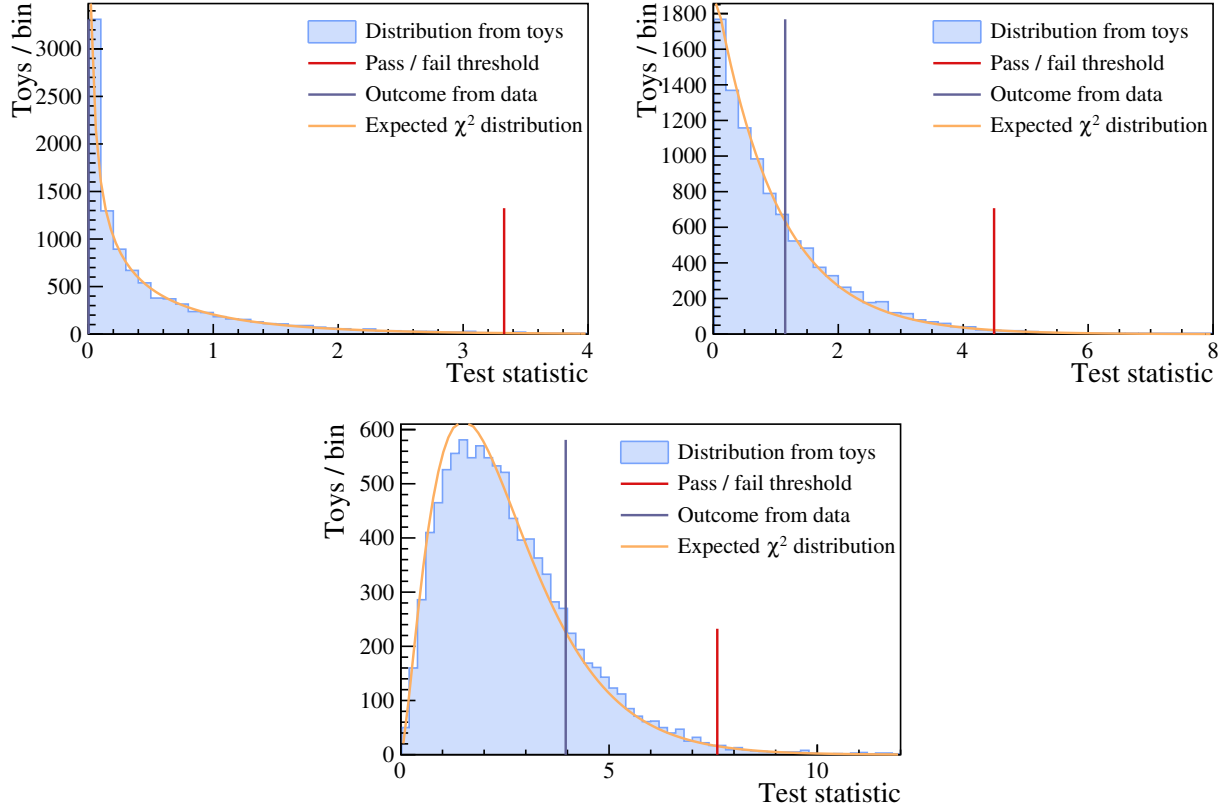 Toys / bin
3000
2500
2000
1500
1000
500
0
Distribution from toys
Pass / fail threshold
Outcome from data
Expected χ² distribution
0 1 2 3 4
Test statistic
Toys / bin
1800
1600
1400
1200
1000
800
600
400
200
0
Distribution from toys
Pass / fail threshold
Outcome from data
Expected χ² distribution
0 2 4 6 8
Test statistic
Toys / bin
600
500
400
300
200
100
0
Distribution from toys
Pass / fail threshold
Outcome from data
Expected χ² distribution
0 5 10
Test statistic